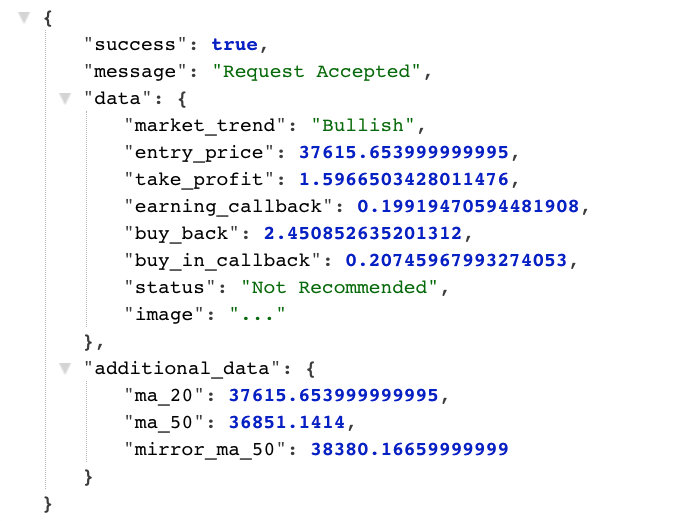 {
"success": true,
"message": "Request Accepted",
"data": {
"market_trend": "Bullish",
"entry_price": 37615.653999999995,
"take_profit": 1.5966503428011476,
"earning_callback": 0.19919470594481908,
"buy_back": 2.450852635201312,
"buy_in_callback": 0.20745967993274053,
"status": "Not Recommended",
"image": "..."
},
"additional_data": {
"ma_20": 37615.653999999995,
"ma_50": 36851.1414,
"mirror_ma_50": 38380.16659999999
}
}